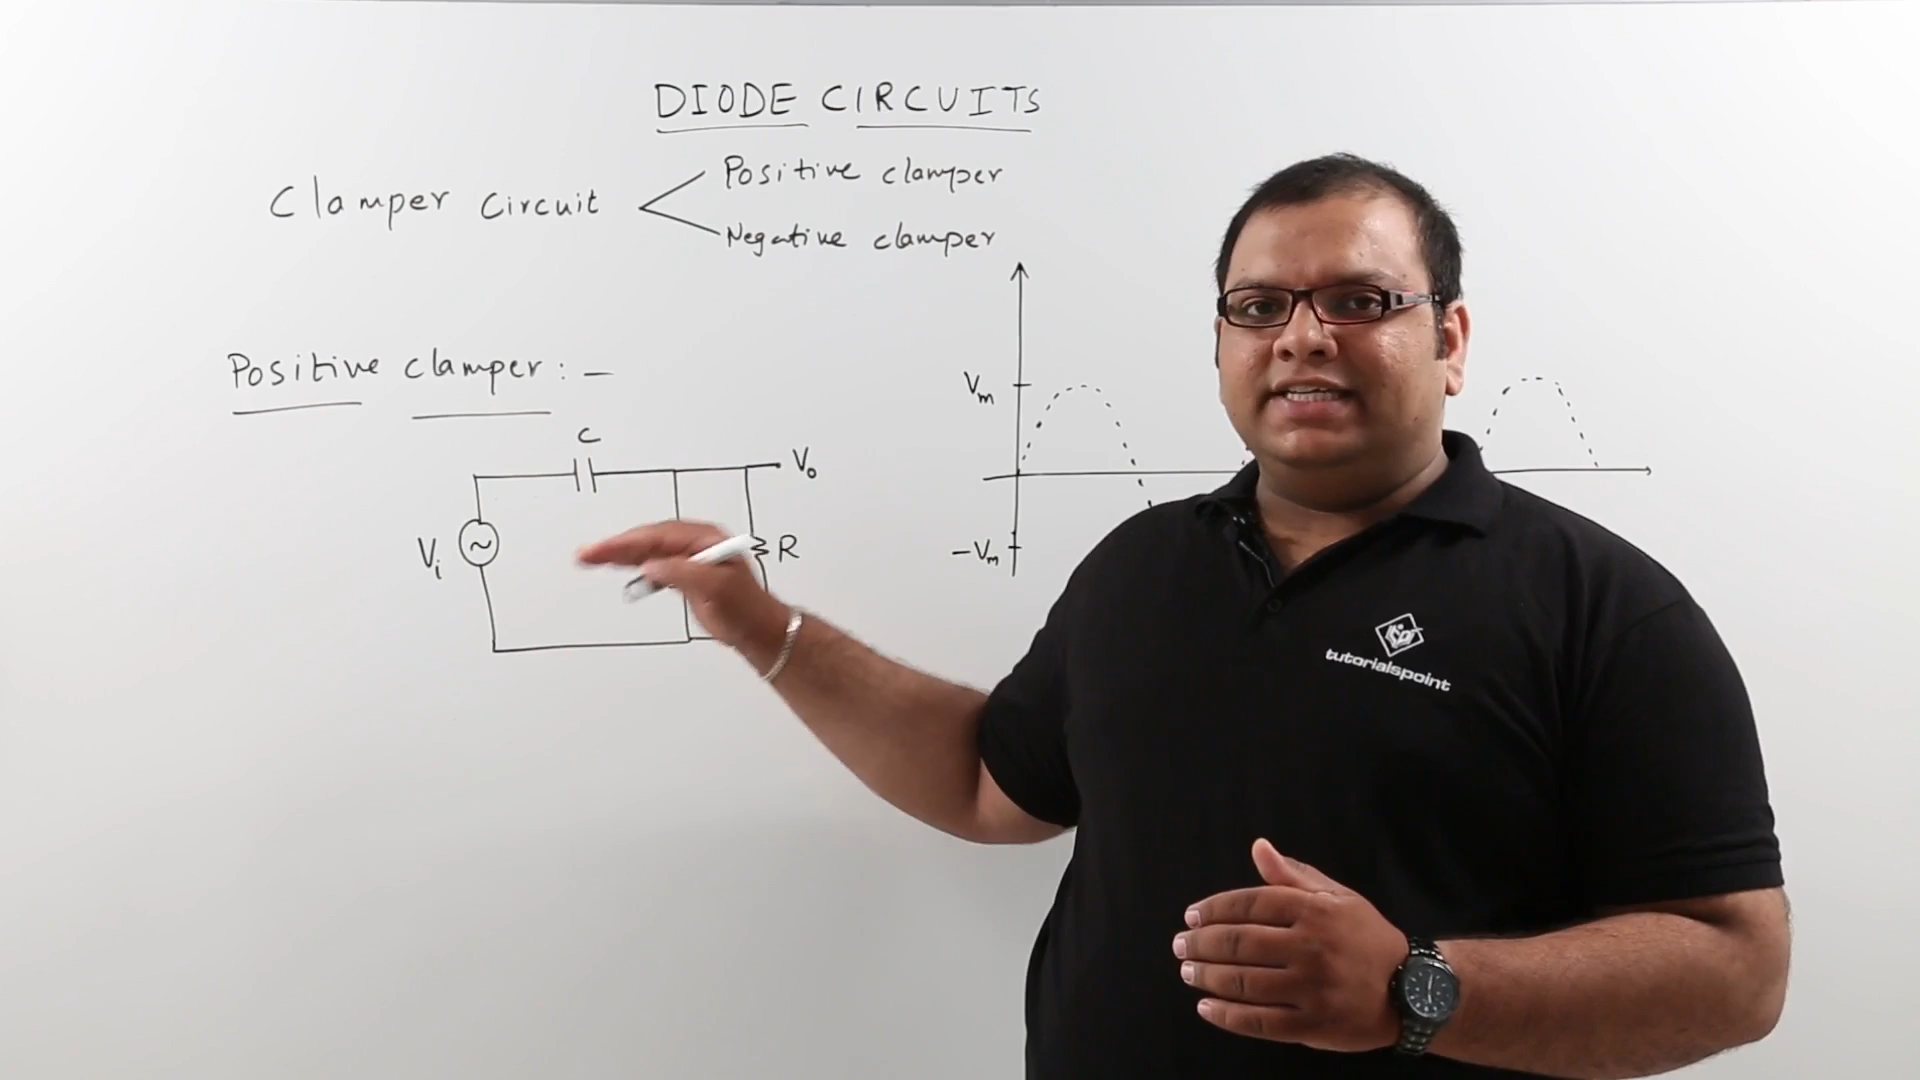 DIODE CIRCUITS
Clamper circuit
Positive clamper
Negative clamper
Positive clamper : –
C
Vo
Vi
R
Vm
–Vm
tutorialspoint